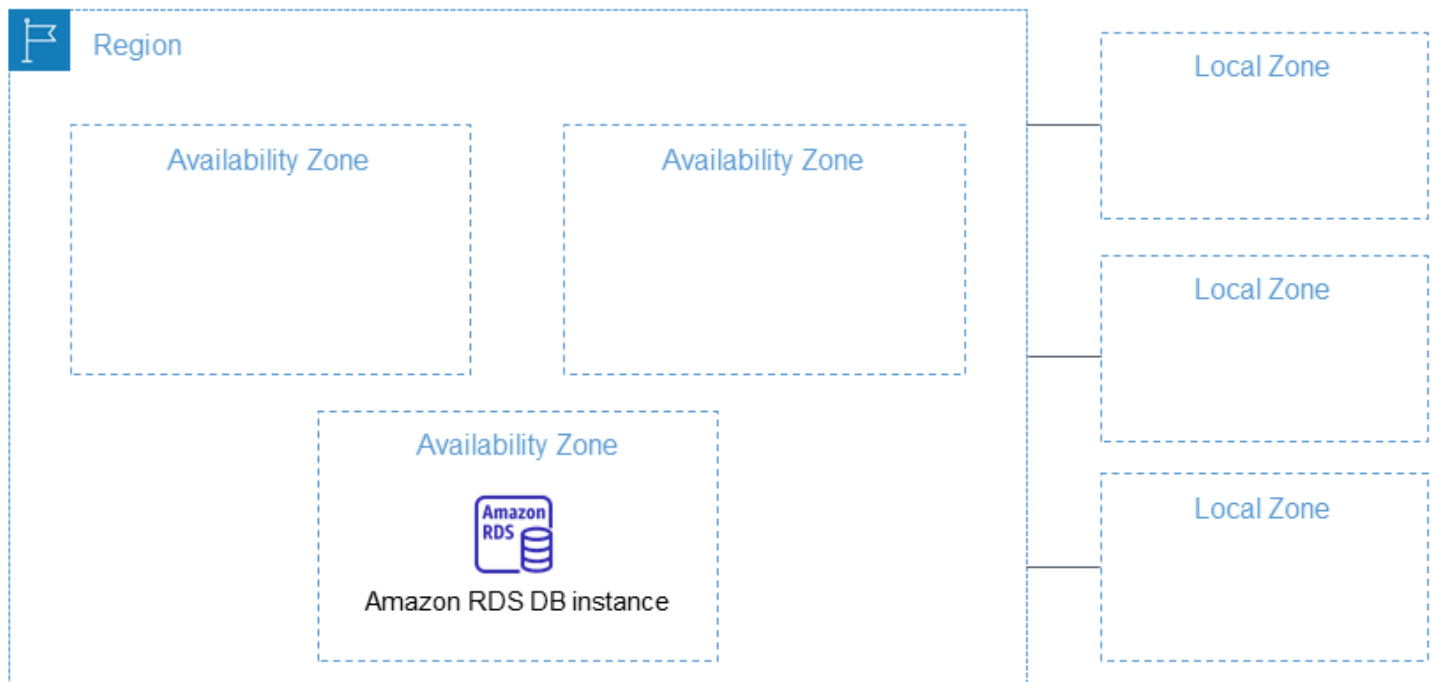 Region
Local Zone
Availability Zone
Availability Zone
Local Zone
Availability Zone
Local Zone
Amazon
RDS
Amazon RDS DB instance